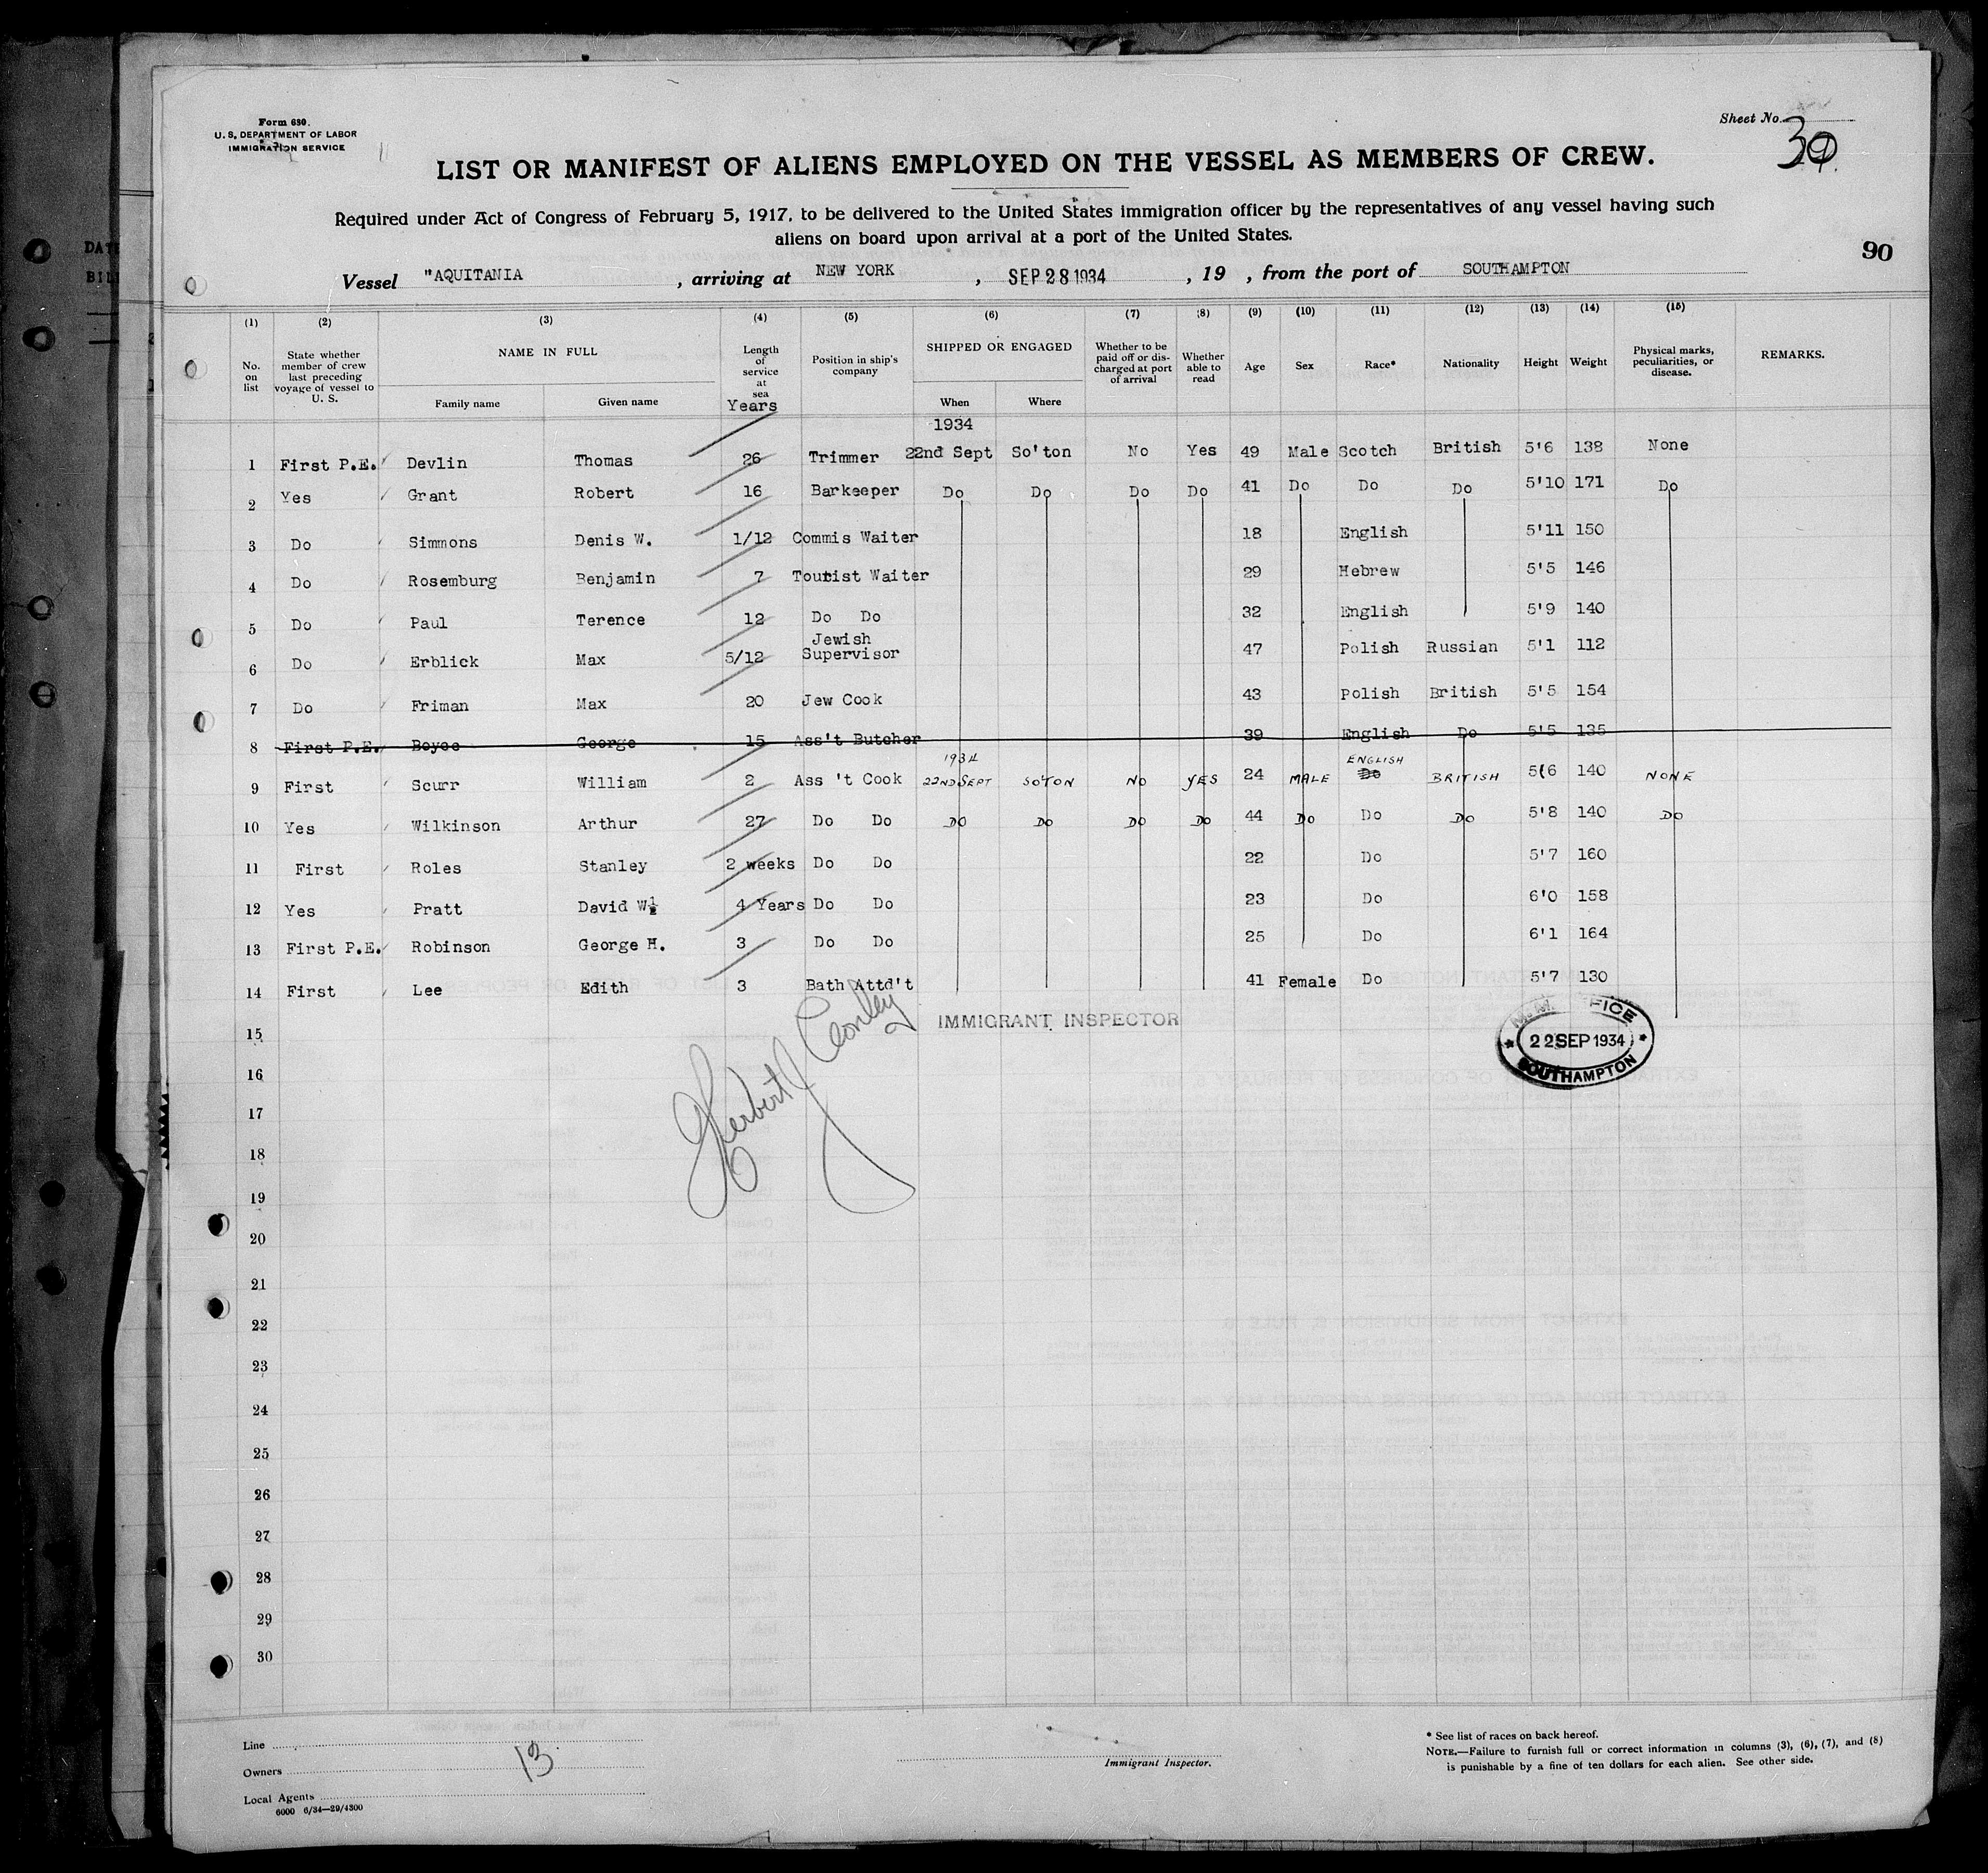 Form 680.
U. S. DEPARTMENT OF LABOR
IMMIGRATION SERVICE
Sheet No.
LIST OR MANIFEST OF ALIENS EMPLOYED ON THE VESSEL AS MEMBERS OF CREW.
Required under Act of Congress of February 5, 1917, to be delivered to the United States immigration officer by the representatives of any vessel having such
aliens on board upon arrival at a port of the United States.
90
DATE
Vessel "AQUITANIA , arriving at NEW YORK , SEP 28 1934 , 19 , from the port of SOUTHAMPTON
(1) (2) (3) (4) (5) (6) (7) (8) (9) (10) (11) (12) (13) (14) (15)
No. on list State whether member of crew last preceding voyage of vessel to U. S. NAME IN FULL Family name Given name Length of service at sea Years Position in ship's company SHIPPED OR ENGAGED When Where Whether to be paid off or discharged at port of arrival Whether able to read Age Sex Race* Nationality Height Weight Physical marks, peculiarities, or disease. REMARKS.
1934
1 First P.E. Devlin Thomas 26 Trimmer 22nd Sept So'ton No Yes 49 Male Scotch British 5'6 138 None
2 Yes Grant Robert 16 Barkeeper Do Do Do Do 41 Do Do Do 5'10 171 Do
3 Do Simmons Denis W. 1/12 Commis Waiter 18 English 5'11 150
4 Do Rosemburg Benjamin 7 Toutist Waiter 29 Hebrew 5'5 146
5 Do Paul Terence 12 Do Do 32 English 5'9 140
6 Do Erblick Max 5/12 Jewish Supervisor 47 Polish Russian 5'1 112
7 Do Friman Max 20 Jew Cook 43 Polish British 5'5 154
8 First P.E. Boyce George 15 Ass't Butcher 39 English Do 5'5 135
1934 ENGLISH
9 First Scurr William 2 Ass 't Cook 22ND SEPT SO'TON NO YES 24 MALE Do BRITISH 5'6 140 NONE
10 Yes Wilkinson Arthur 27 Do Do DO DO DO DO 44 DO Do DO 5'8 140 DO
11 First Roles Stanley 2 weeks Do Do 22 Do 5'7 160
12 Yes Pratt David W. 4 Years Do Do 23 Do 6'0 158
13 First P.E. Robinson George H. 3 Do Do 25 Do 6'1 164
14 First Lee Edith 3 Bath Attd't 41 Female Do 5'7 130
15
IMMIGRANT INSPECTOR
Herbert J Conley
FICE
22 SEP 1934
SOUTHAMPTON
16
17
18
19
20
21
22
23
24
25
26
27
28
29
30
Line
Owners
13
Local Agents
6000 6/34—29/4300
Immigrant Inspector.
* See list of races on back hereof.
NOTE.—Failure to furnish full or correct information in columns (3), (6), (7), and (8)
is punishable by a fine of ten dollars for each alien. See other side.